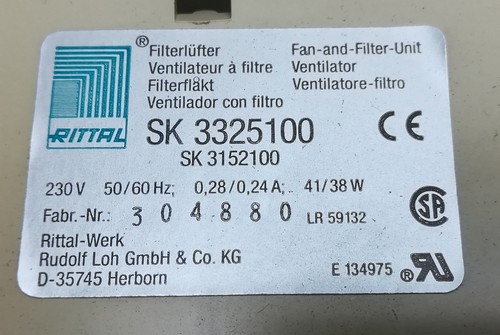 RITTAL
®
Filterlüfter
Ventilateur à filtre
Filterfläkt
Ventilador con filtro
Fan-and-Filter-Unit
Ventilator
Ventilatore-filtro
SK 3325100
SK 3152100
CE
230 V 50/60 Hz; 0,28/0,24 A; 41/38 W
Fabr.-Nr.: 304880 LR 59132
SA
Rittal-Werk
Rudolf Loh GmbH & Co. KG
D-35745 Herborn
E 134975 ® RU